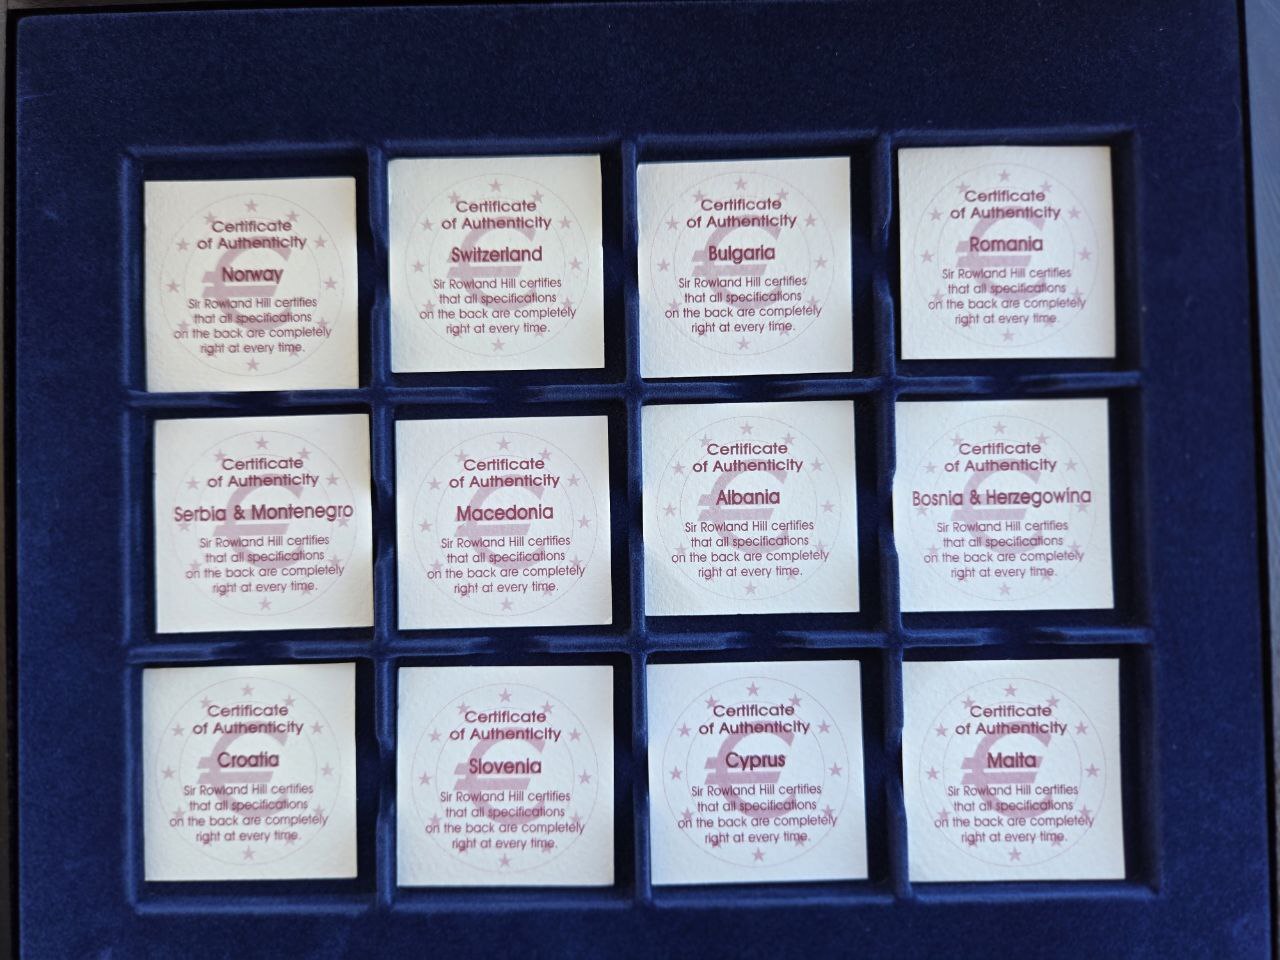 Certificate
of Authenticity
Norway
Sir Rowland Hill certifies
that all specifications
on the back are completely
right at every time.
Certificate
of Authenticity
Switzerland
Sir Rowland Hill certifies
that all specifications
on the back are completely
right at every time.
Certificate
of Authenticity
Bulgaria
Sir Rowland Hill certifies
that all specifications
on the back are completely
right at every time.
Certificate
of Authenticity
Romania
Sir Rowland Hill certifies
that all specifications
on the back are completely
right at every time.
Certificate
of Authenticity
Serbia & Montenegro
Sir Rowland Hill certifies
that all specifications
on the back are completely
right at every time.
Certificate
of Authenticity
Macedonia
Sir Rowland Hill certifies
that all specifications
on the back are completely
right at every time.
Certificate
of Authenticity
Albania
Sir Rowland Hill certifies
that all specifications
on the back are completely
right at every time.
Certificate
of Authenticity
Bosnia & Herzegowina
Sir Rowland Hill certifies
that all specifications
on the back are completely
right at every time.
Certificate
of Authenticity
Croatia
Sir Rowland Hill certifies
that all specifications
on the back are completely
right at every time.
Certificate
of Authenticity
Slovenia
Sir Rowland Hill certifies
that all specifications
on the back are completely
right at every time.
Certificate
of Authenticity
Cyprus
Sir Rowland Hill certifies
that all specifications
on the back are completely
right at every time.
Certificate
of Authenticity
Malta
Sir Rowland Hill certifies
that all specifications
on the back are completely
right at every time.